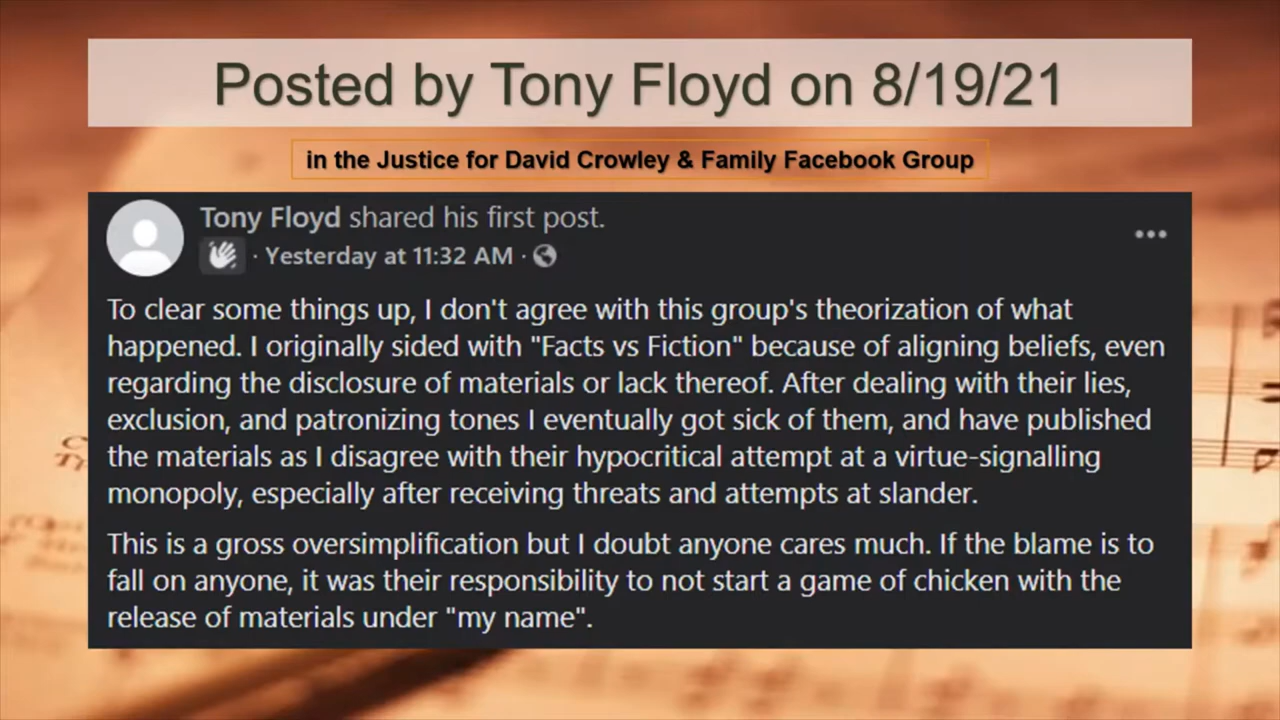 Posted by Tony Floyd on 8/19/21
in the Justice for David Crowley & Family Facebook Group
Tony Floyd shared his first post.
· Yesterday at 11:32 AM ·
To clear some things up, I don't agree with this group's theorization of what
happened. I originally sided with "Facts vs Fiction" because of aligning beliefs, even
regarding the disclosure of materials or lack thereof. After dealing with their lies,
exclusion, and patronizing tones I eventually got sick of them, and have published
the materials as I disagree with their hypocritical attempt at a virtue-signalling
monopoly, especially after receiving threats and attempts at slander.
This is a gross oversimplification but I doubt anyone cares much. If the blame is to
fall on anyone, it was their responsibility to not start a game of chicken with the
release of materials under "my name".